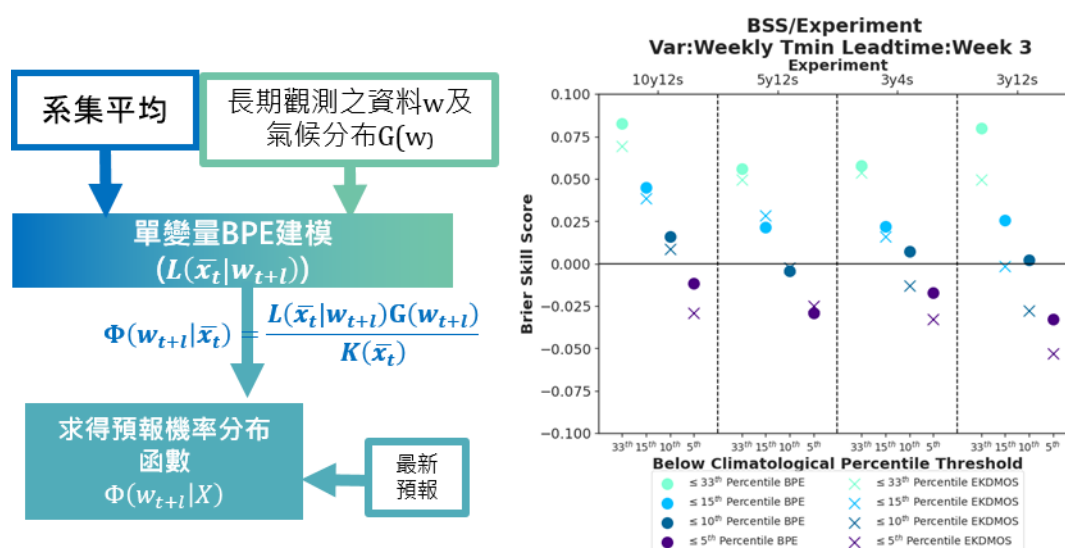 系集平均
長期觀測之資料w及
氣候分布G(w)
單變量BPE建模
(L(x̄ₜ|wₜ₊ₗ))
Φ(wₜ₊ₗ|x̄ₜ) = L(x̄ₜ|wₜ₊ₗ)G(wₜ₊ₗ) / K(x̄ₜ)
求得預報機率分布
函數
Φ(wₜ₊ₗ|X)
最新
預報
BSS/Experiment
Var:Weekly Tmin Leadtime:Week 3
Experiment
10y12s 5y12s 3y4s 3y12s
Brier Skill Score
0.100
0.075
0.050
0.025
0.000
−0.025
−0.050
−0.075
−0.100
33ᵗʰ 15ᵗʰ 10ᵗʰ 5ᵗʰ 33ᵗʰ 15ᵗʰ 10ᵗʰ 5ᵗʰ 33ᵗʰ 15ᵗʰ 10ᵗʰ 5ᵗʰ 33ᵗʰ 15ᵗʰ 10ᵗʰ 5ᵗʰ
Below Climatological Percentile Threshold
≤ 33ᵗʰ Percentile BPE
≤ 15ᵗʰ Percentile BPE
≤ 10ᵗʰ Percentile BPE
≤ 5ᵗʰ Percentile BPE
≤ 33ᵗʰ Percentile EKDMOS
≤ 15ᵗʰ Percentile EKDMOS
≤ 10ᵗʰ Percentile EKDMOS
≤ 5ᵗʰ Percentile EKDMOS